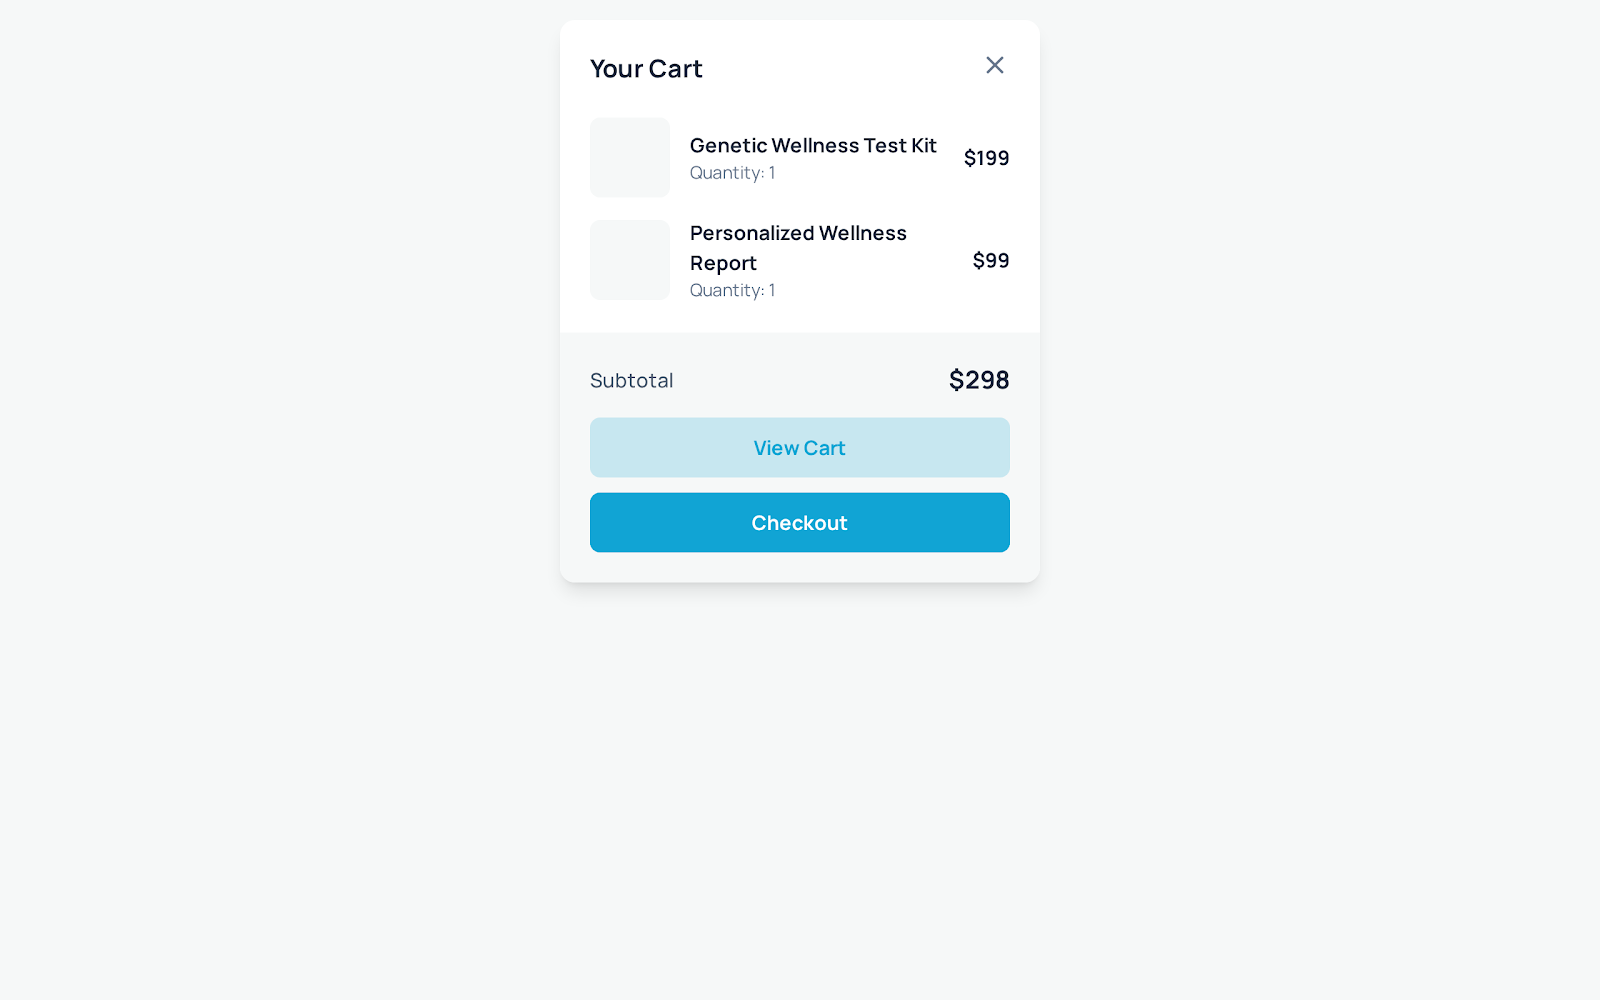 Your Cart
Genetic Wellness Test Kit
Quantity: 1
$199
Personalized Wellness
Report
Quantity: 1
$99
Subtotal
$298
View Cart
Checkout